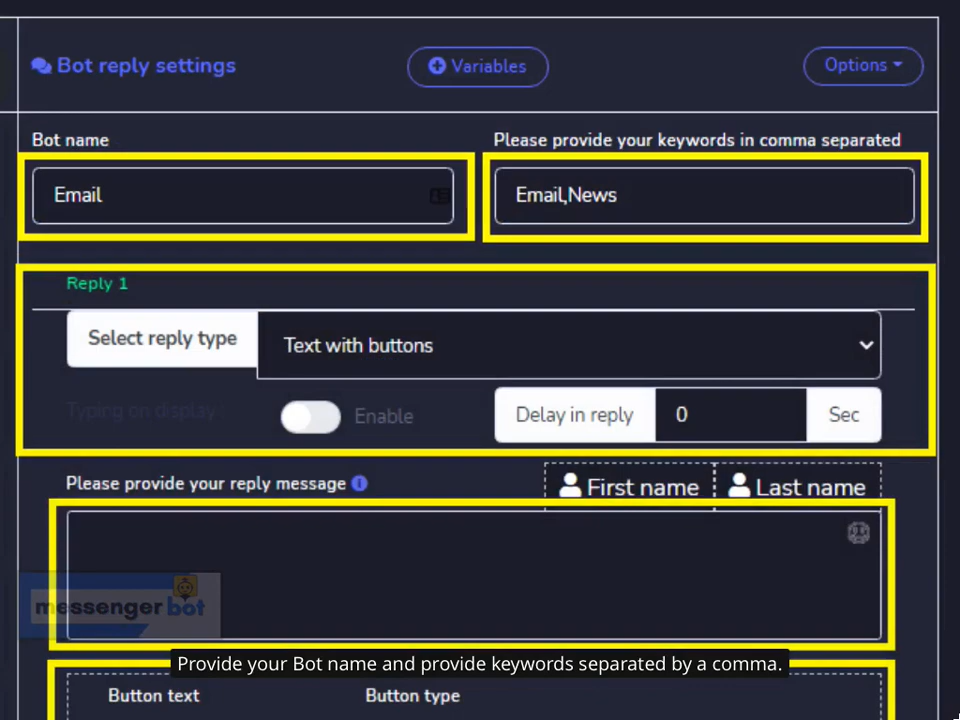 Bot reply settings
Variables
Options
Bot name
Please provide your keywords in comma separated
Email
Email,News
Reply 1
Select reply type
Text with buttons
Typing on display :
Enable
Delay in reply
0
Sec
Please provide your reply message
First name
Last name
messenger bot
Provide your Bot name and provide keywords separated by a comma.
Button text
Button type